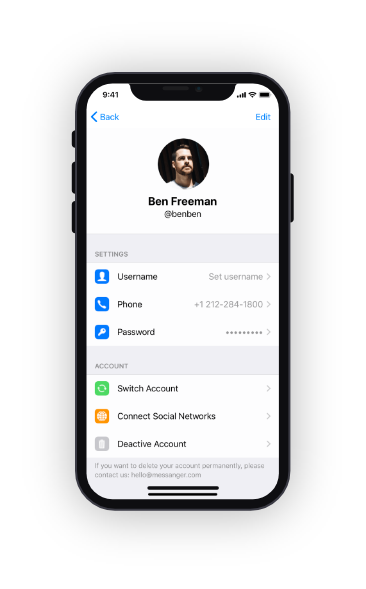 9:41
Back
Edit
Ben Freeman
@benben
SETTINGS
Username Set username
Phone +1 212-284-1800
Password •••••••••
ACCOUNT
Switch Account
Connect Social Networks
Deactive Account
If you want to delete your account permanently, please
contact us: hello@messanger.com